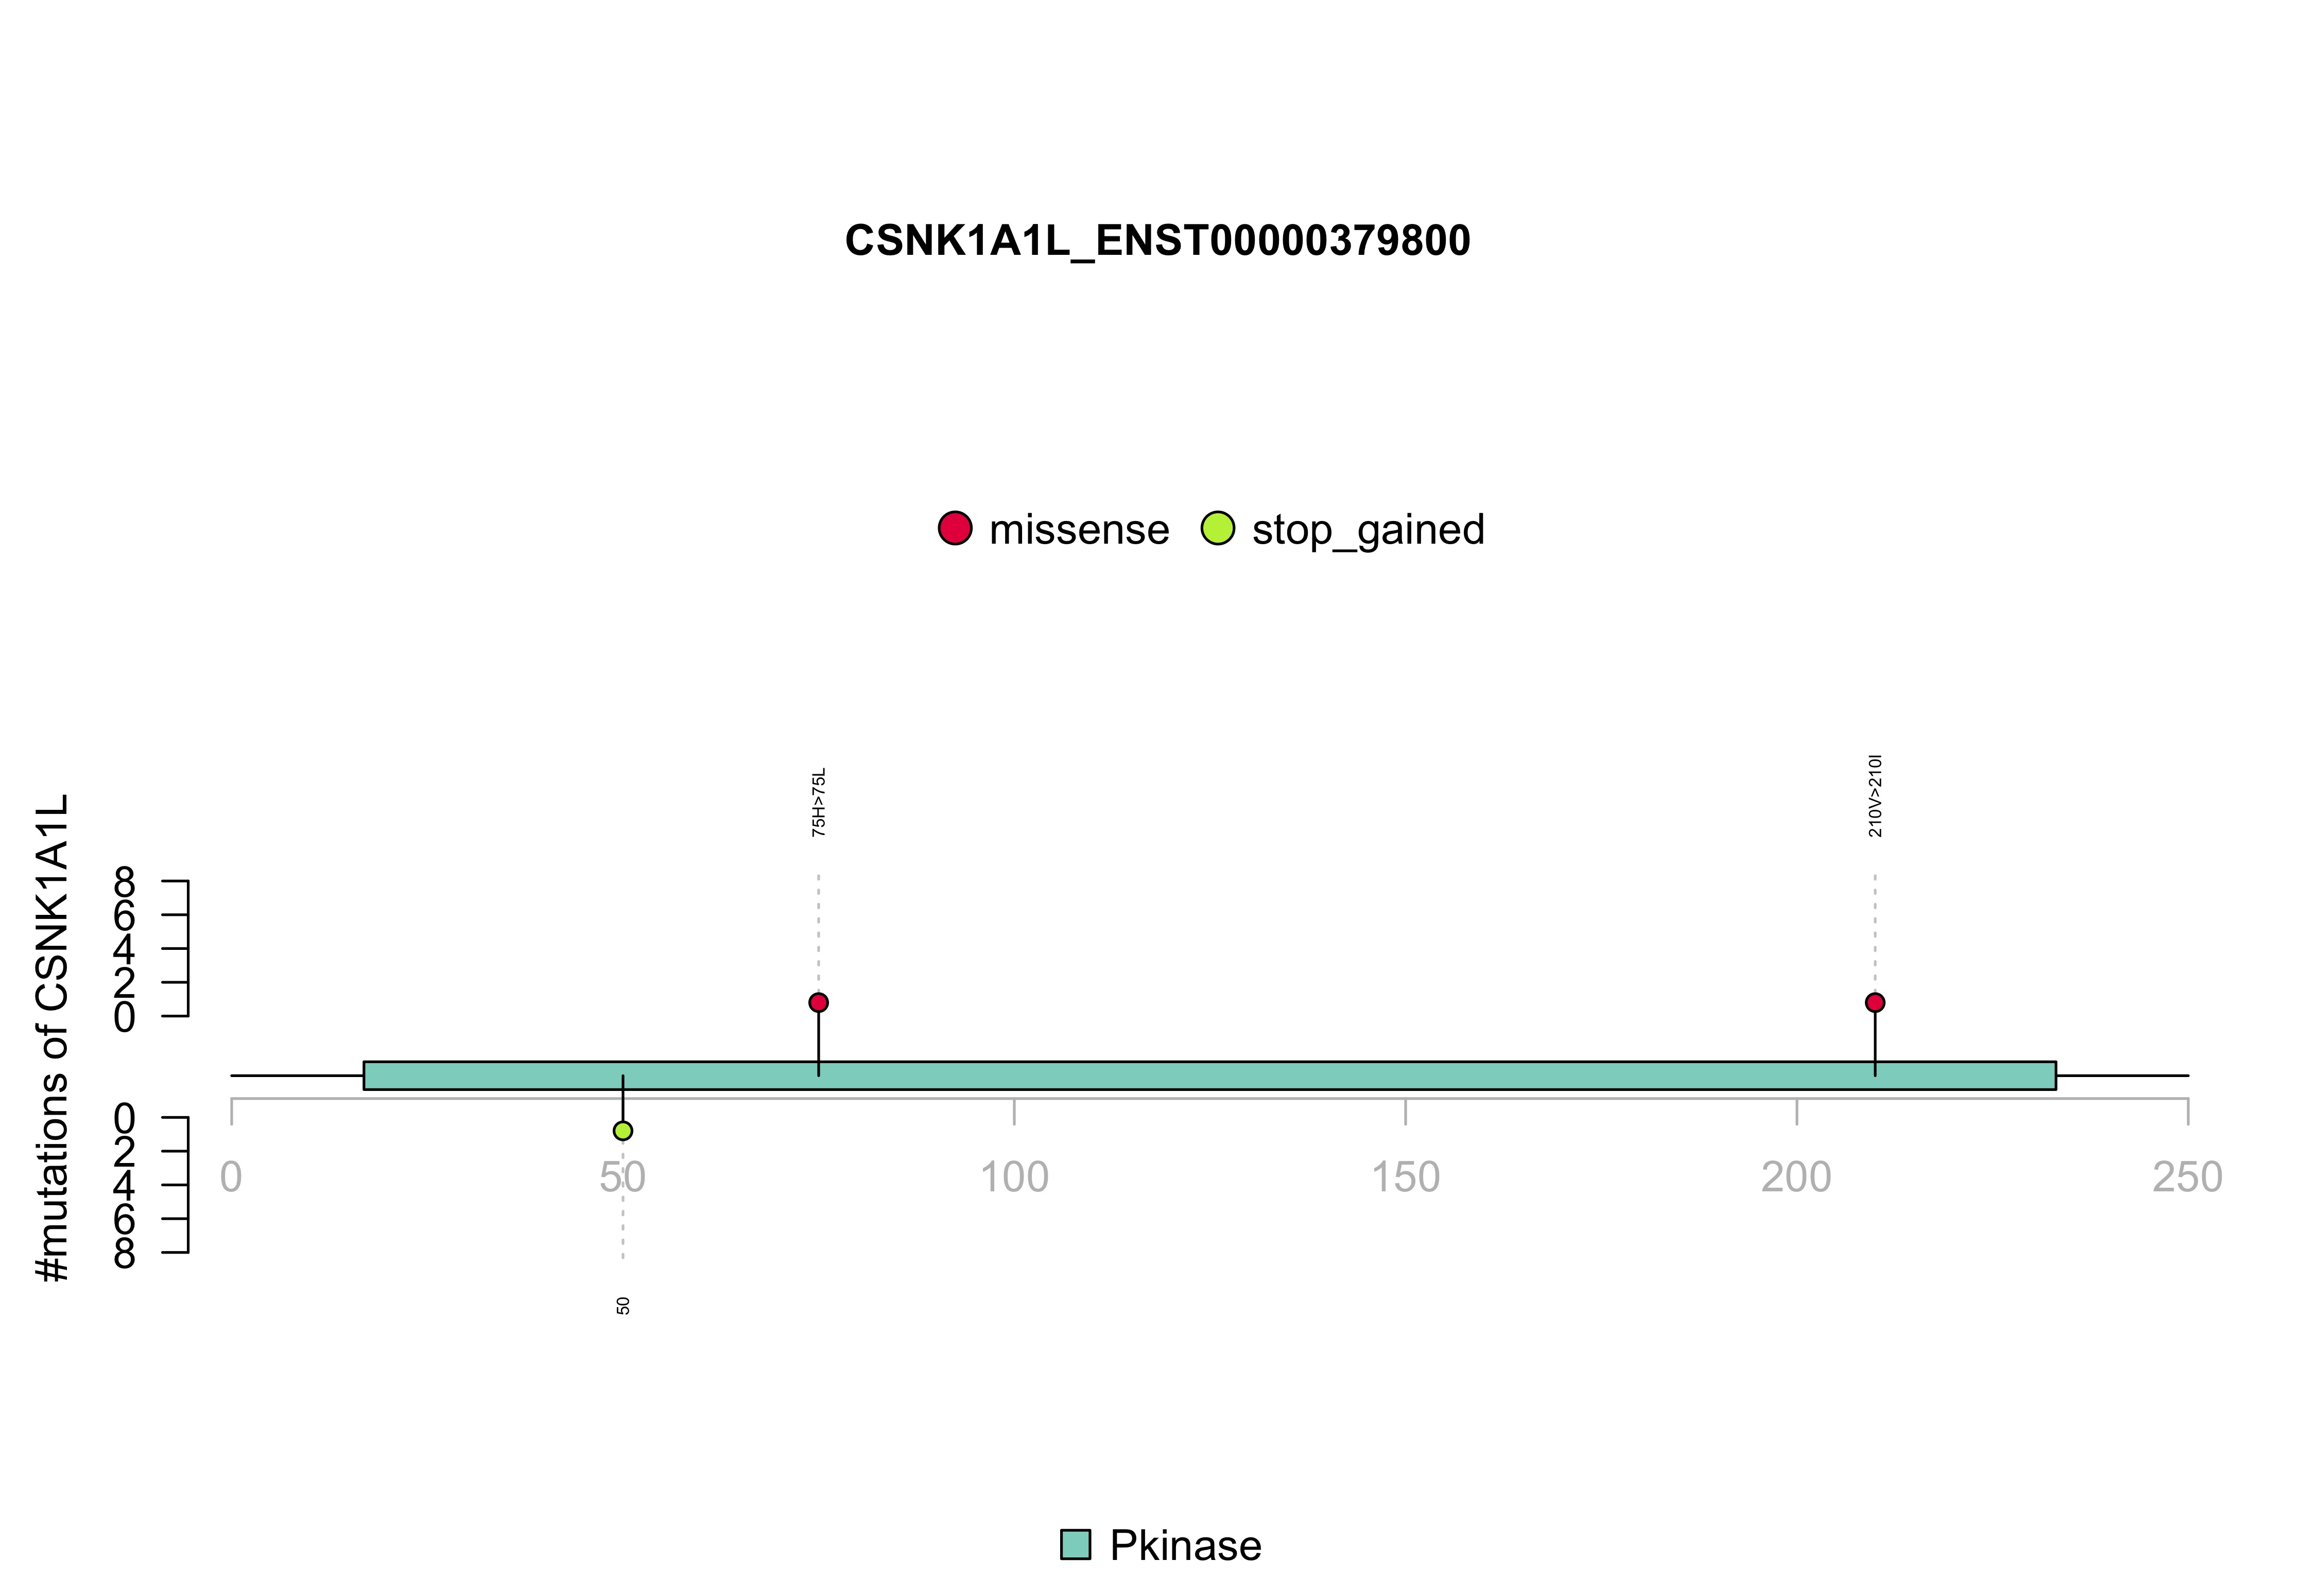 CSNK1A1L_ENST00000379800
missense stop_gained
75H>75L
210V>210I
#mutations of CSNK1A1L
8
6
4
2
0
0
2
4
6
8
0 50 100 150 200 250
50
Pkinase